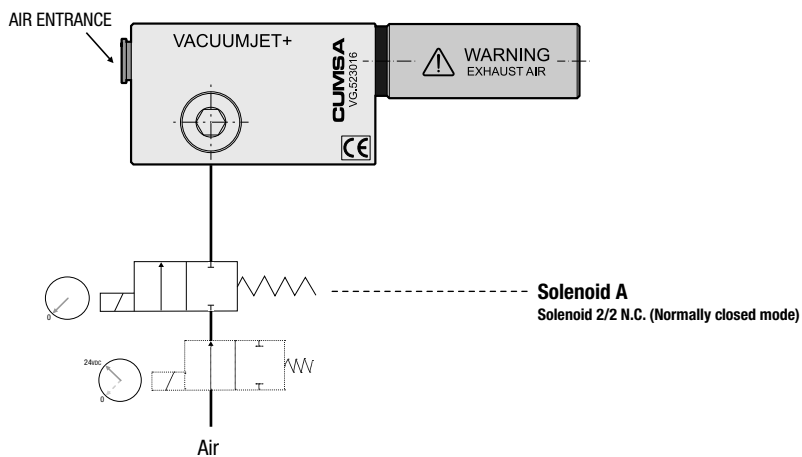 AIR ENTRANCE
VACUUMJET+
CUMSA
VG.523016
CE
WARNING
EXHAUST AIR
0
Solenoid A
Solenoid 2/2 N.C. (Normally closed mode)
24VDC
0
Air